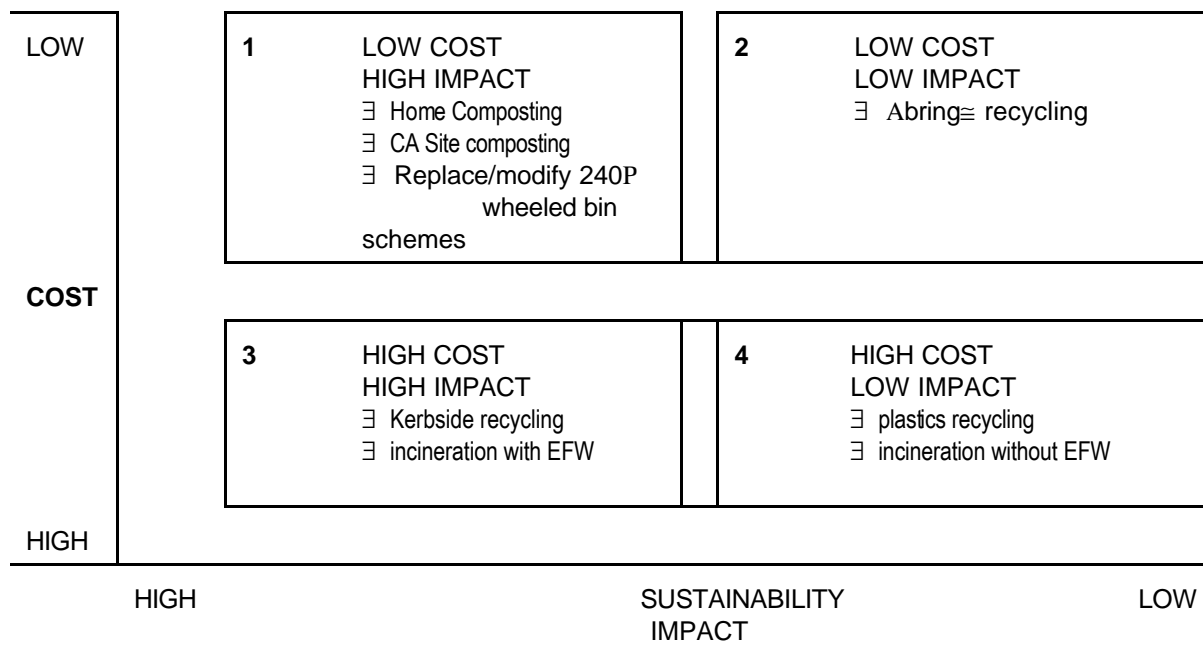 LOW
1 LOW COST
HIGH IMPACT
∃ Home Composting
∃ CA Site composting
∃ Replace/modify 240Ρ
wheeled bin
schemes
2 LOW COST
LOW IMPACT
∃ Αbring≅ recycling
COST
3 HIGH COST
HIGH IMPACT
∃ Kerbside recycling
∃ incineration with EFW
4 HIGH COST
LOW IMPACT
∃ plastics recycling
∃ incineration without EFW
HIGH
HIGH SUSTAINABILITY LOW
IMPACT